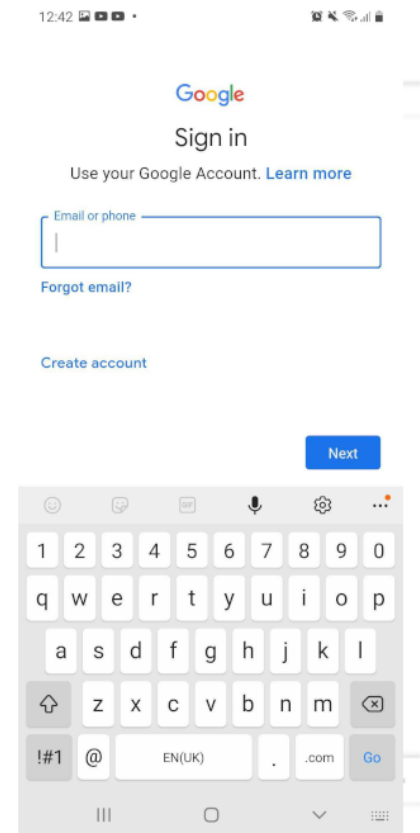 12:42
Google
Sign in
Use your Google Account. Learn more
Email or phone
Forgot email?
Create account
Next
GIF
1 2 3 4 5 6 7 8 9 0
q w e r t y u i o p
a s d f g h j k l
z x c v b n m
!#1 @ EN(UK) . .com Go